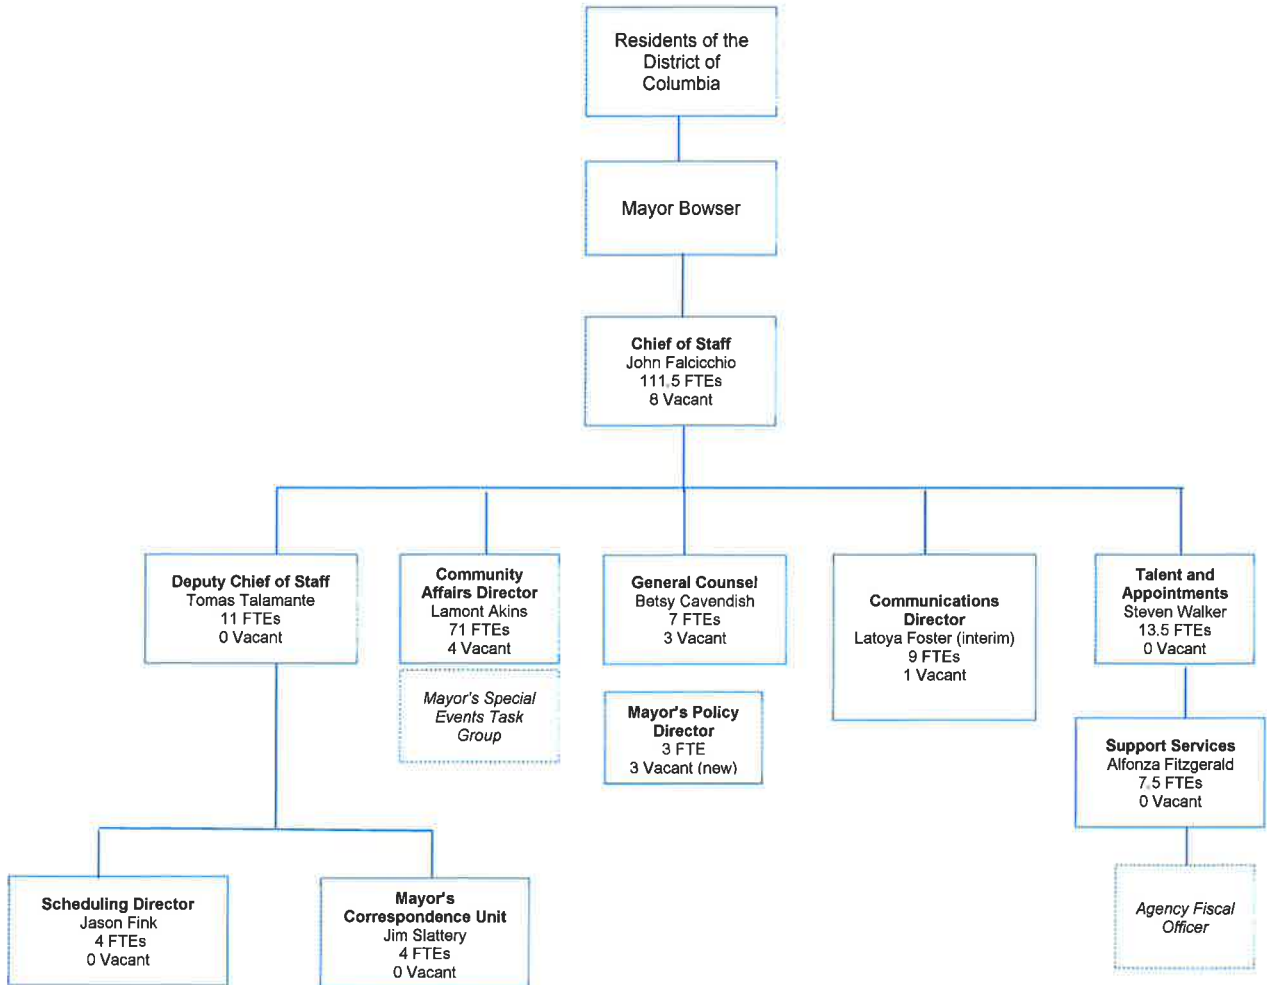 Residents of the
District of
Columbia
Mayor Bowser
Chief of Staff
John Falcicchio
111.5 FTEs
8 Vacant
Deputy Chief of Staff
Tomas Talamante
11 FTEs
0 Vacant
Community
Affairs Director
Lamont Akins
71 FTEs
4 Vacant
Mayor's Special
Events Task
Group
General Counsel
Betsy Cavendish
7 FTEs
3 Vacant
Mayor's Policy
Director
3 FTE
3 Vacant (new)
Communications
Director
Latoya Foster (interim)
9 FTEs
1 Vacant
Talent and
Appointments
Steven Walker
13.5 FTEs
0 Vacant
Support Services
Alfonza Fitzgerald
7.5 FTEs
0 Vacant
Agency Fiscal
Officer
Scheduling Director
Jason Fink
4 FTEs
0 Vacant
Mayor's
Correspondence Unit
Jim Slattery
4 FTEs
0 Vacant